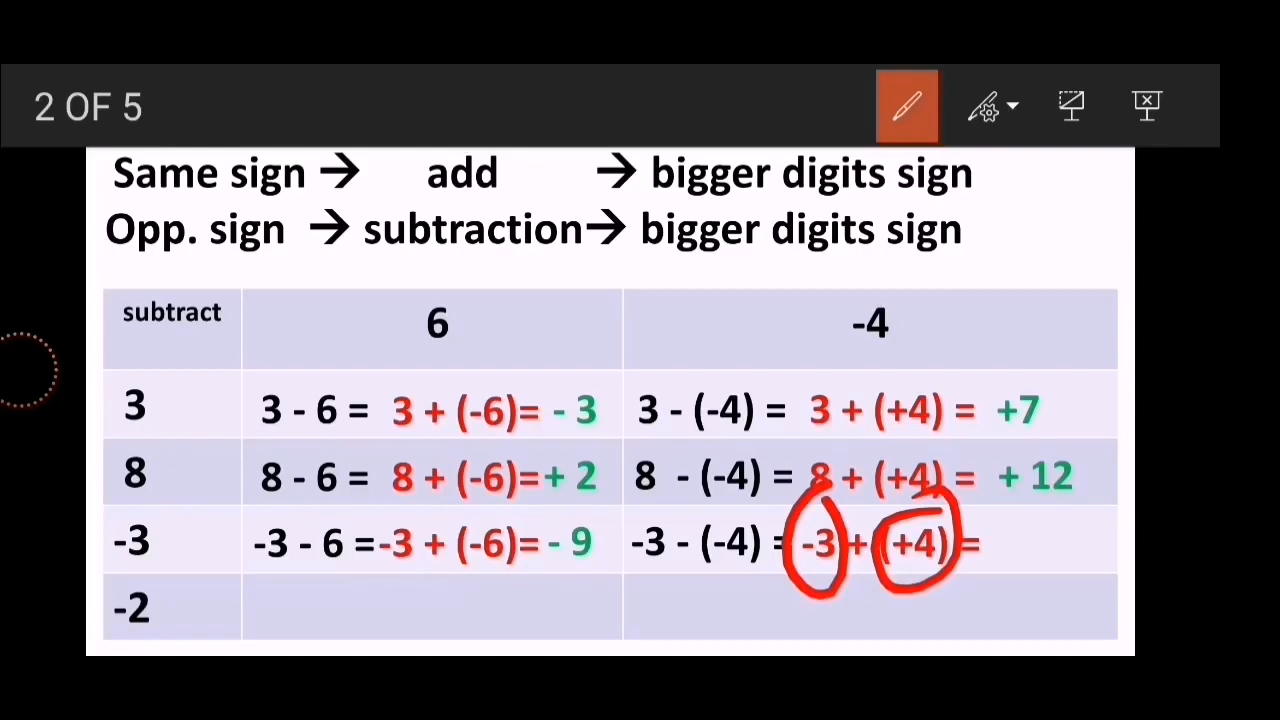 2 OF 5
Same sign → add → bigger digits sign
Opp. sign → subtraction → bigger digits sign
subtract 6 -4
3 3 - 6 = 3 + (-6)= - 3 3 - (-4) = 3 + (+4) = +7
8 8 - 6 = 8 + (-6)= + 2 8 - (-4) = 8 + (+4) = + 12
-3 -3 - 6 =-3 + (-6)= - 9 -3 - (-4) = -3 + (+4) =
-2